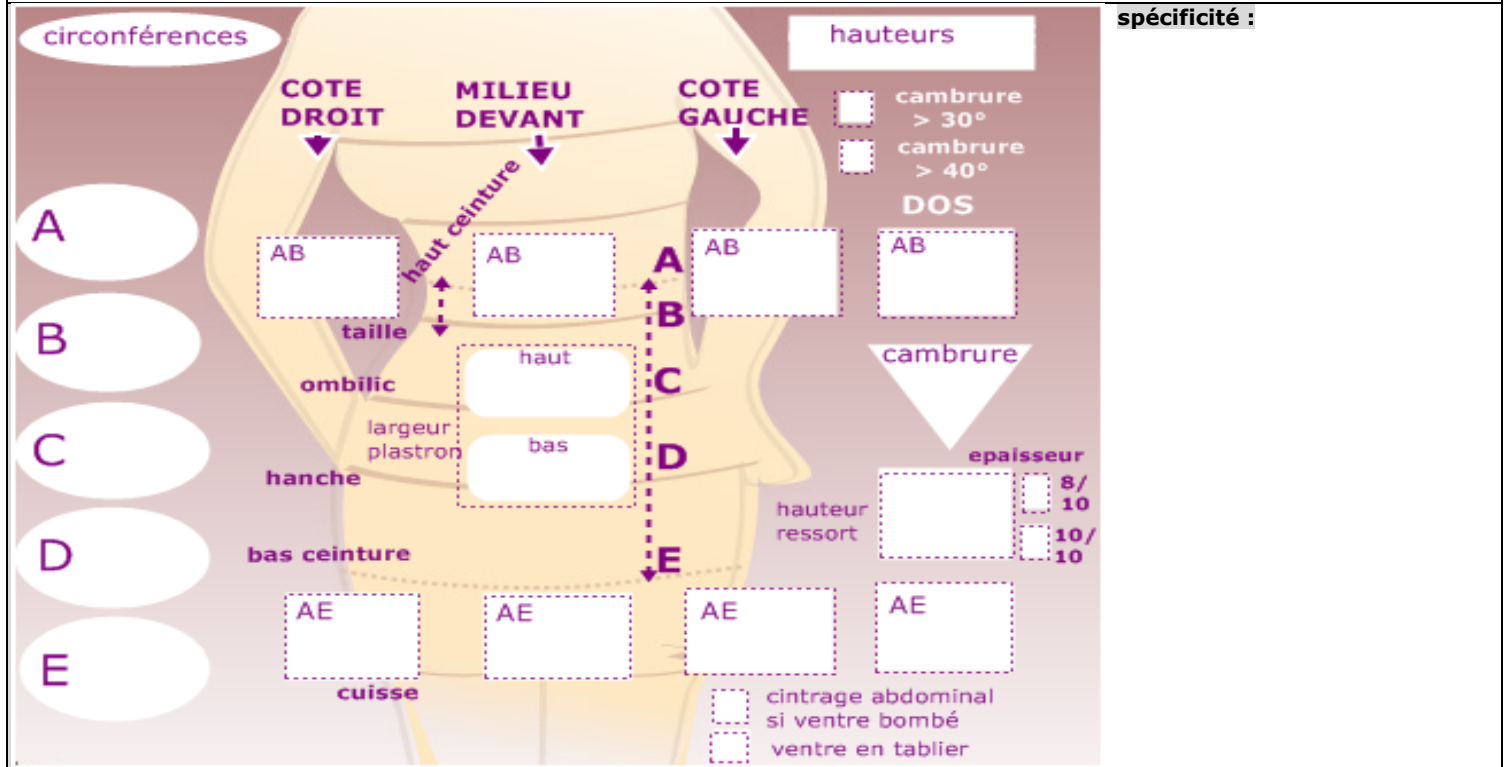 circonférences
hauteurs
spécificité :
COTE
DROIT
MILIEU
DEVANT
COTE
GAUCHE
cambrure
> 30°
cambrure
> 40°
DOS
haut ceinture
A
AB
AB
A
AB
AB
B
taille
B
haut
cambrure
ombilic
C
C
largeur
plastron
bas
D
epaisseur
hanche
8/
10
hauteur
ressort
10/
10
D
bas ceinture
E
AE
AE
AE
AE
E
cuisse
cintrage abdominal
si ventre bombé
ventre en tablier